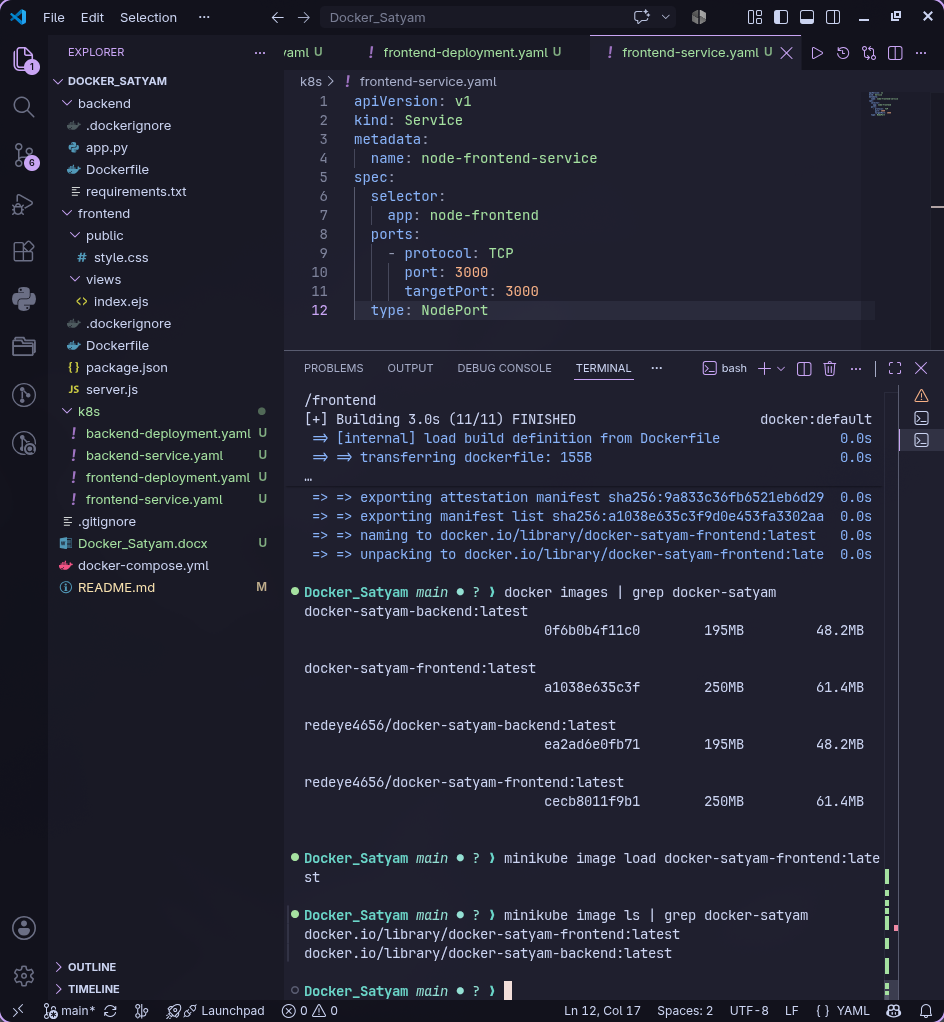 File Edit Selection ··· Docker_Satyam
EXPLORER ···
DOCKER_SATYAM
backend
.dockerignore
app.py
Dockerfile
requirements.txt
frontend
public
# style.css
views
<> index.ejs
.dockerignore
Dockerfile
{} package.json
JS server.js
k8s
! backend-deployment.yaml U
! backend-service.yaml U
! frontend-deployment.yaml U
! frontend-service.yaml U
.gitignore
Docker_Satyam.docx U
docker-compose.yml
README.md M
OUTLINE
TIMELINE
1
6
yaml U ! frontend-deployment.yaml U ! frontend-service.yaml U
k8s > ! frontend-service.yaml
1 apiVersion: v1
2 kind: Service
3 metadata:
4 name: node-frontend-service
5 spec:
6 selector:
7 app: node-frontend
8 ports:
9 - protocol: TCP
10 port: 3000
11 targetPort: 3000
12 type: NodePort
PROBLEMS OUTPUT DEBUG CONSOLE TERMINAL ··· bash
/frontend
[+] Building 3.0s (11/11) FINISHED docker:default
=> [internal] load build definition from Dockerfile 0.0s
=> => transferring dockerfile: 155B 0.0s
…
=> => exporting attestation manifest sha256:9a833c36fb6521eb6d29 0.0s
=> => exporting manifest list sha256:a1038e635c3f9d0e453fa3302aa 0.0s
=> => naming to docker.io/library/docker-satyam-frontend:latest 0.0s
=> => unpacking to docker.io/library/docker-satyam-frontend:late 0.0s
Docker_Satyam main ● ? ❯ docker images | grep docker-satyam
docker-satyam-backend:latest
0f6b0b4f11c0 195MB 48.2MB
docker-satyam-frontend:latest
a1038e635c3f 250MB 61.4MB
redeye4656/docker-satyam-backend:latest
ea2ad6e0fb71 195MB 48.2MB
redeye4656/docker-satyam-frontend:latest
cecb8011f9b1 250MB 61.4MB
Docker_Satyam main ● ? ❯ minikube image load docker-satyam-frontend:late
st
Docker_Satyam main ● ? ❯ minikube image ls | grep docker-satyam
docker.io/library/docker-satyam-frontend:latest
docker.io/library/docker-satyam-backend:latest
Docker_Satyam main ● ? ❯
main* Launchpad 0 0 Ln 12, Col 17 Spaces: 2 UTF-8 LF {} YAML